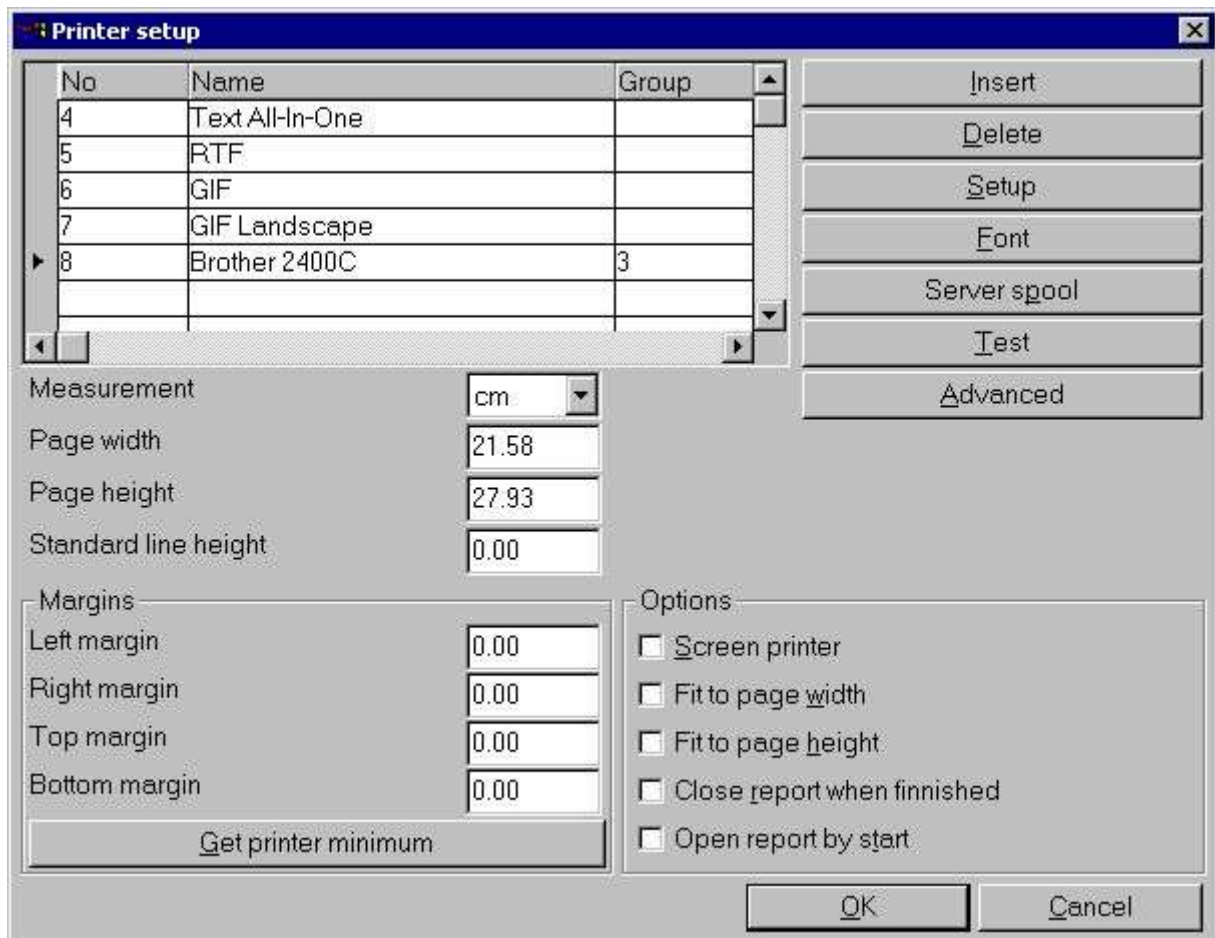 Printer setup
No Name Group
4 Text All-In-One
5 RTF
6 GIF
7 GIF Landscape
8 Brother 2400C 3
Insert
Delete
Setup
Font
Server spool
Test
Advanced
Measurement cm
Page width 21.58
Page height 27.93
Standard line height 0.00
Margins
Left margin 0.00
Right margin 0.00
Top margin 0.00
Bottom margin 0.00
Get printer minimum
Options
Screen printer
Fit to page width
Fit to page height
Close report when finnished
Open report by start
OK Cancel